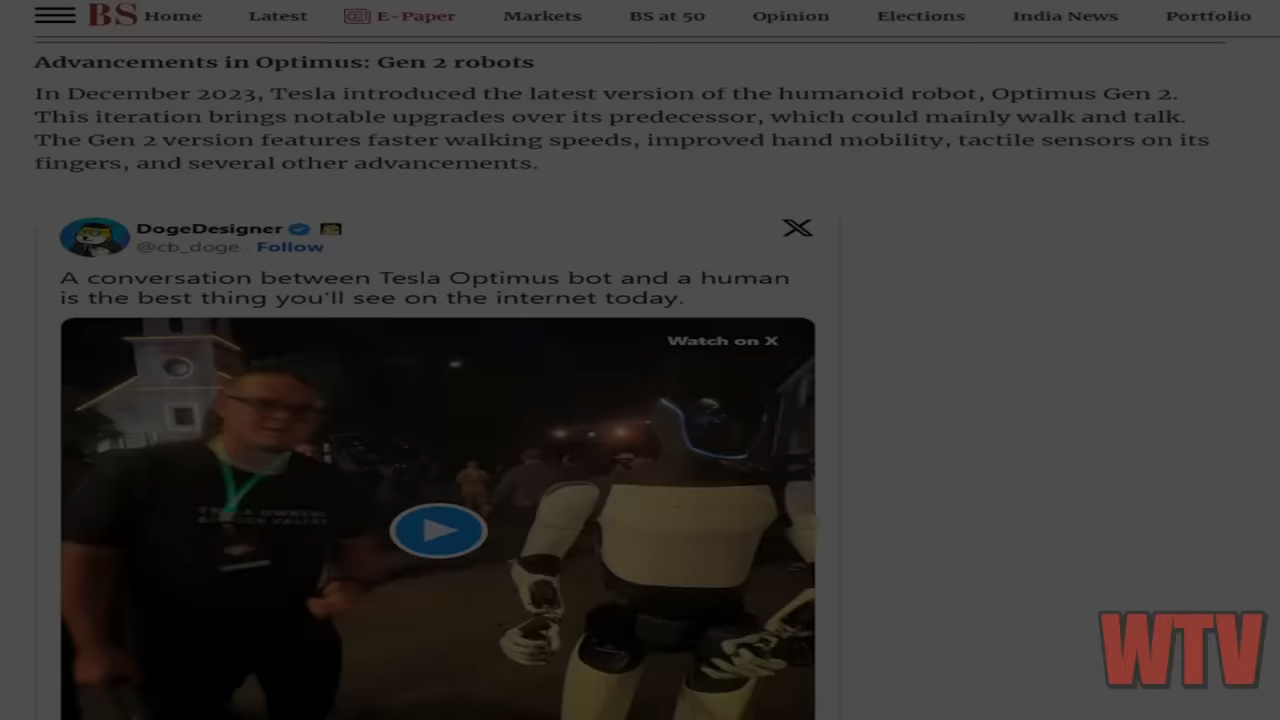 BS Home Latest E-Paper Markets BS at 50 Opinion Elections India News Portfolio
Advancements in Optimus: Gen 2 robots
In December 2023, Tesla introduced the latest version of the humanoid robot, Optimus Gen 2.
This iteration brings notable upgrades over its predecessor, which could mainly walk and talk.
The Gen 2 version features faster walking speeds, improved hand mobility, tactile sensors on its
fingers, and several other advancements.
DogeDesigner
@cb_doge · Follow
A conversation between Tesla Optimus bot and a human
is the best thing you'll see on the internet today.
Watch on X
WTV